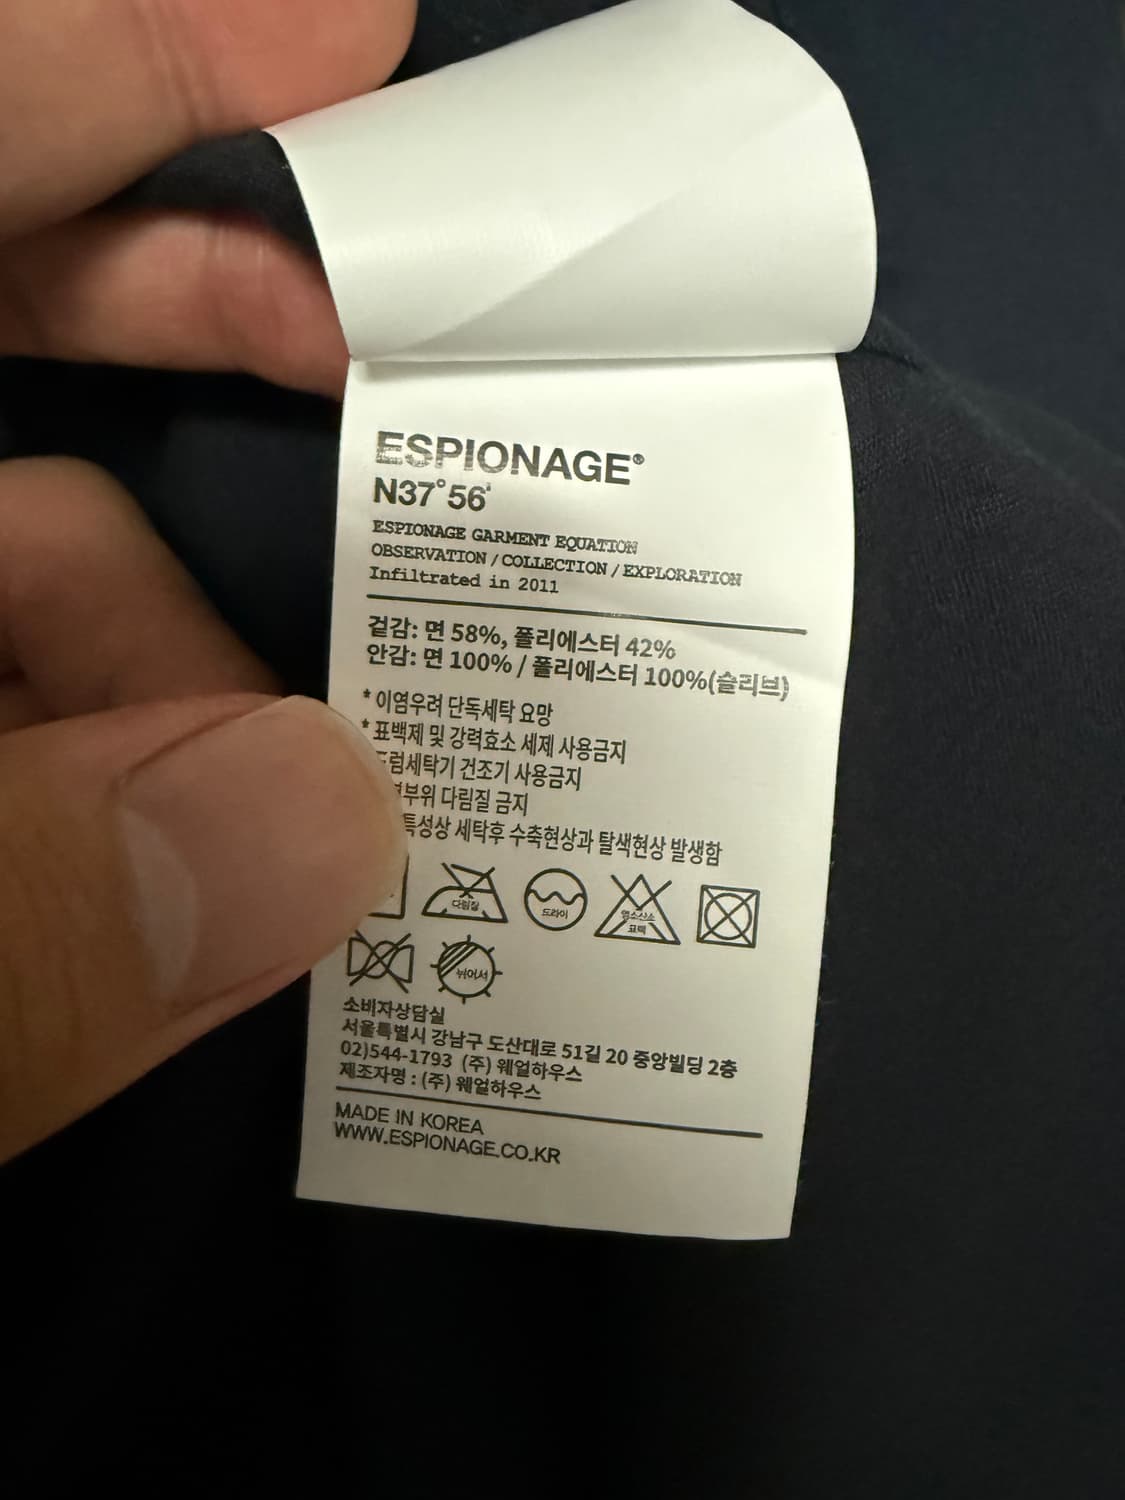 ESPIONAGE®
N37°56'
ESPIONAGE GARMENT EQUATION
OBSERVATION / COLLECTION / EXPLORATION
Infiltrated in 2011
겉감: 면 58%, 폴리에스터 42%
안감: 면 100% / 폴리에스터 100%(슬리브)
* 이염우려 단독세탁 요망
* 표백제 및 강력효소 세제 사용금지
드럼세탁기 건조기 사용금지
다림질 금지
특성상 세탁후 수축현상과 탈색현상 발생함
다림질 드라이 염소산소 표백
뉘어서
소비자상담실
서울특별시 강남구 도산대로 51길 20 중앙빌딩 2층
02)544-1793 (주) 웨얼하우스
제조자명 : (주) 웨얼하우스
MADE IN KOREA
WWW.ESPIONAGE.CO.KR